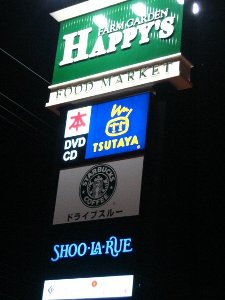 FARM GARDEN
HAPPY'S
FOOD MARKET
本
DVD
CD
TSUTAYA
STARBUCKS
COFFEE
ドライブスルー
SHOO・LA・RUE